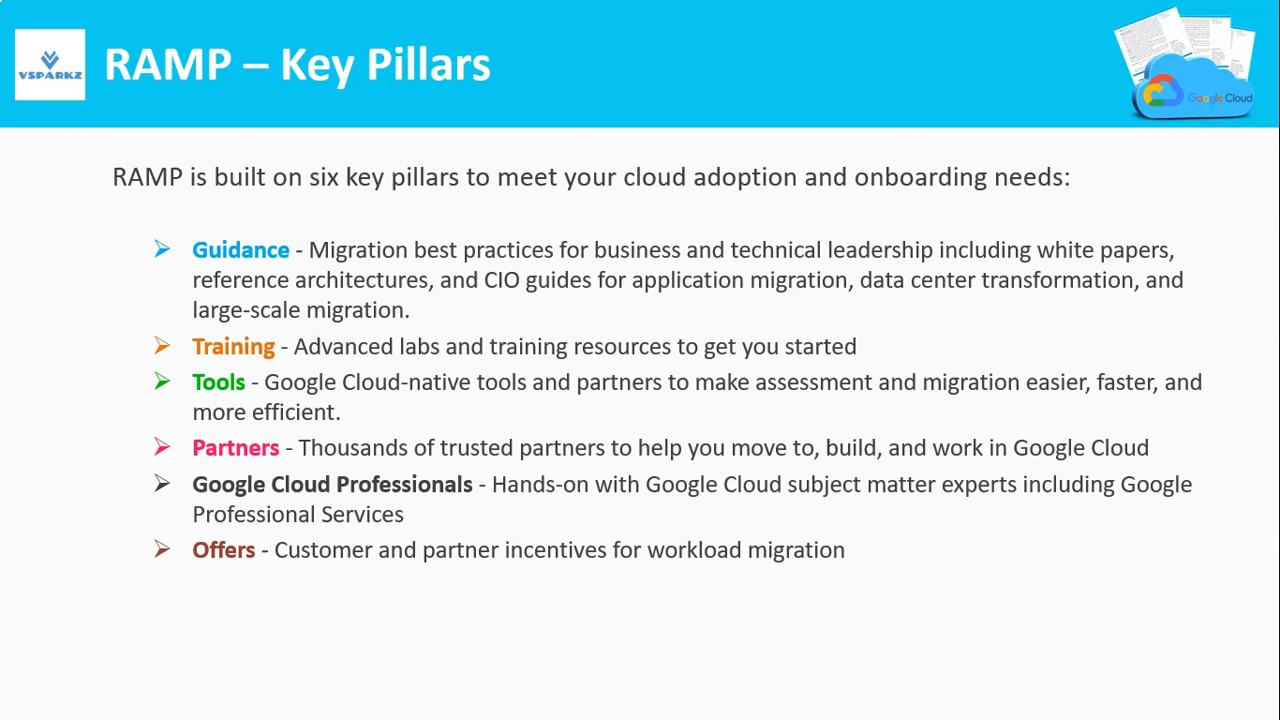 VSPARKZ
RAMP – Key Pillars
Google Cloud
RAMP is built on six key pillars to meet your cloud adoption and onboarding needs:
Guidance - Migration best practices for business and technical leadership including white papers,
reference architectures, and CIO guides for application migration, data center transformation, and
large-scale migration.
Training - Advanced labs and training resources to get you started
Tools - Google Cloud-native tools and partners to make assessment and migration easier, faster, and
more efficient.
Partners - Thousands of trusted partners to help you move to, build, and work in Google Cloud
Google Cloud Professionals - Hands-on with Google Cloud subject matter experts including Google
Professional Services
Offers - Customer and partner incentives for workload migration